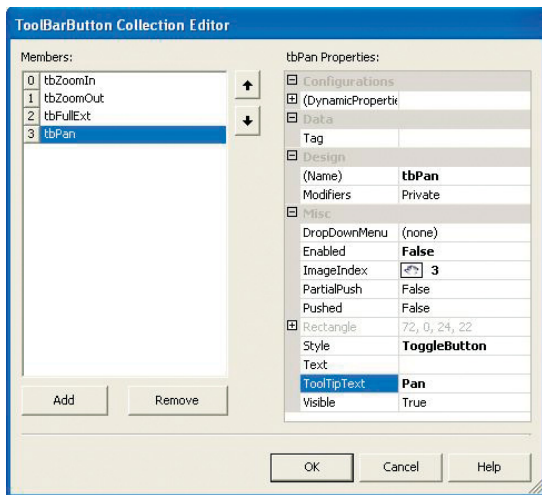 ToolBarButton Collection Editor
Members:
0 tbZoomIn
1 tbZoomOut
2 tbFullExt
3 tbPan
Add
Remove
tbPan Properties:
Configurations
(DynamicPropertie
Data
Tag
Design
(Name) tbPan
Modifiers Private
Misc
DropDownMenu (none)
Enabled False
ImageIndex 3
PartialPush False
Pushed False
Rectangle 72, 0, 24, 22
Style ToggleButton
Text
ToolTipText Pan
Visible True
OK
Cancel
Help